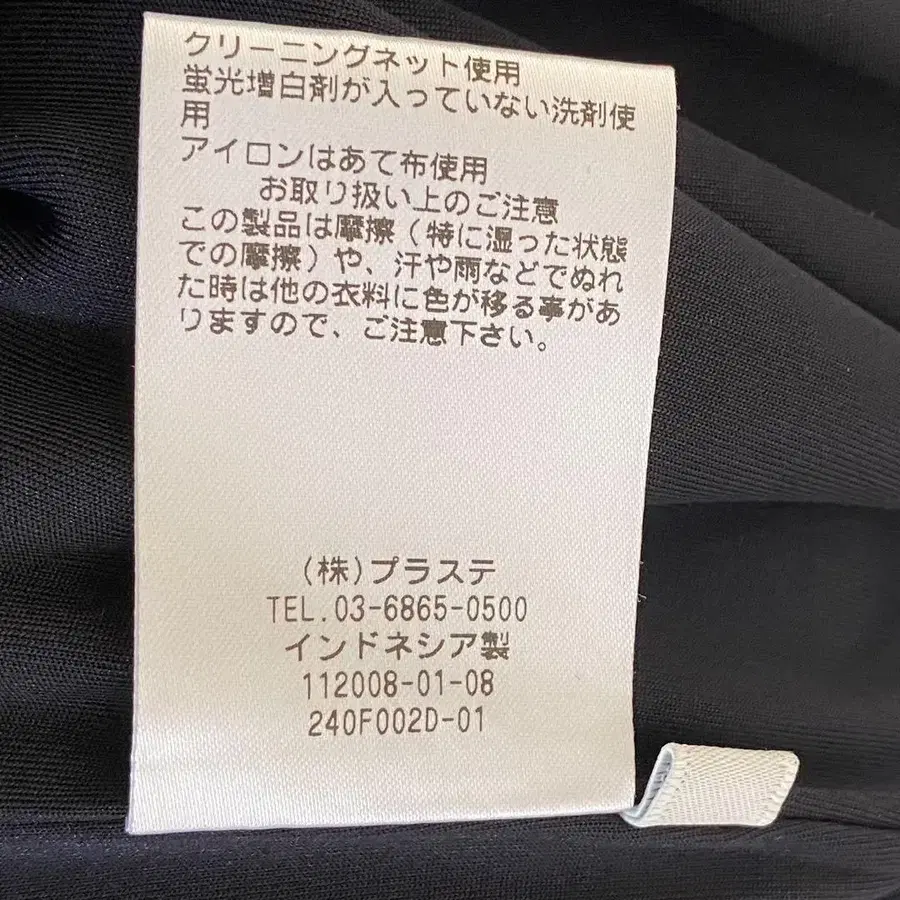 クリーニングネット使用
蛍光増白剤が入っていない洗剤使
用
アイロンはあて布使用
お取り扱い上のご注意
この製品は摩擦（特に湿った状態
での摩擦）や、汗や雨などでぬれ
た時は他の衣料に色が移る事があ
りますので、ご注意下さい。
(株)プラステ
TEL.03-6865-0500
インドネシア製
112008-01-08
240F002D-01